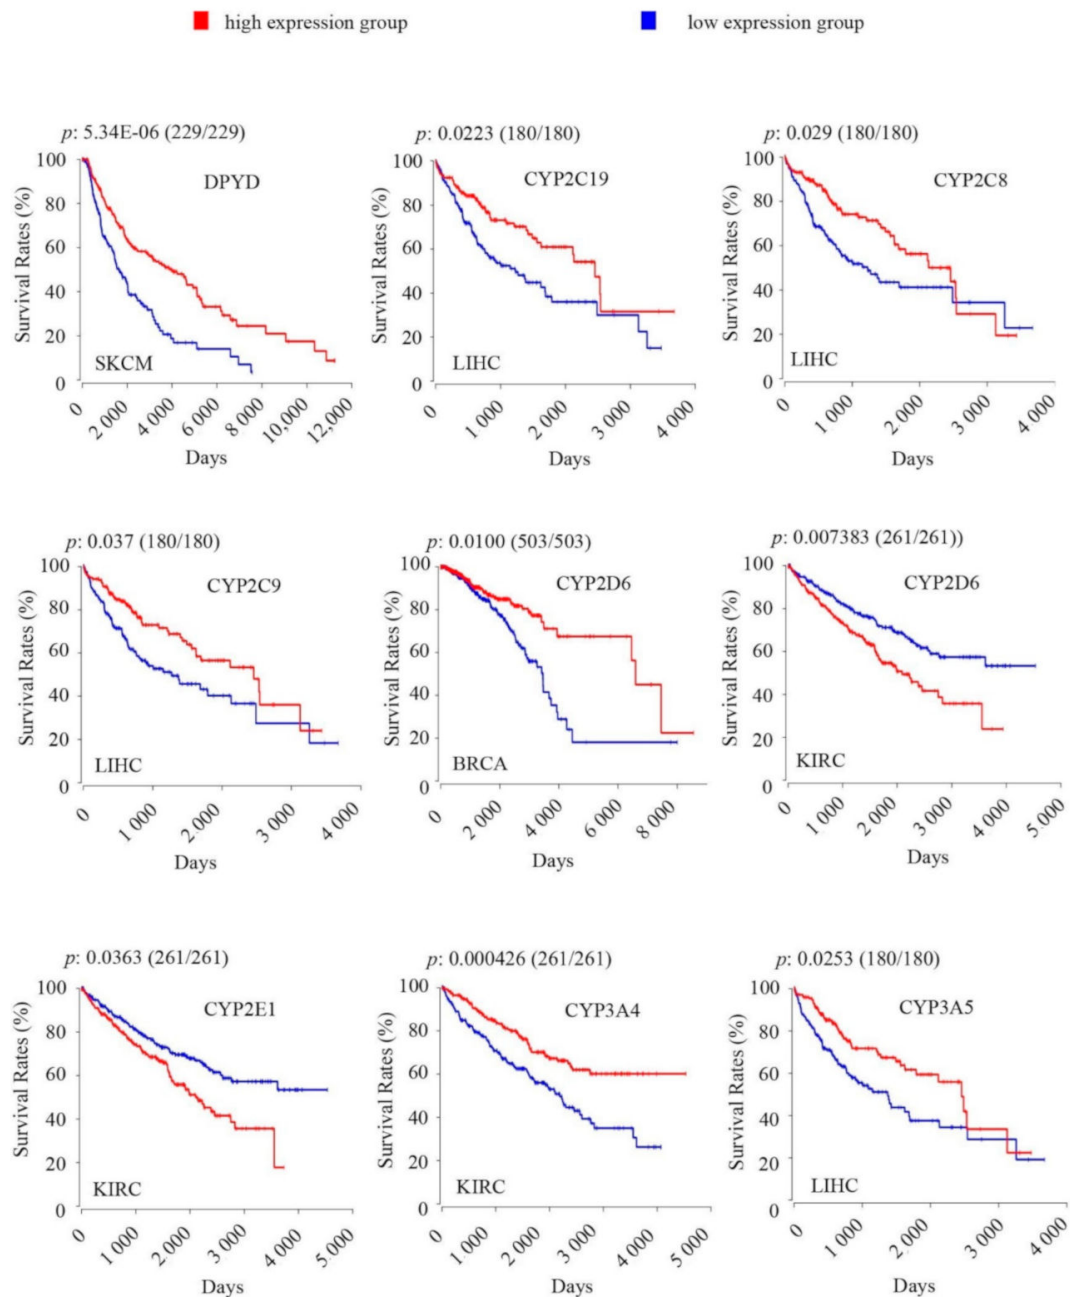 high expression group
low expression group
p: 5.34E-06 (229/229)
DPYD
Survival Rates (%)
100
80
60
40
20
0
SKCM
0
2 000
4 000
6 000
8 000
10,000
12,000
Days
p: 0.0223 (180/180)
CYP2C19
Survival Rates (%)
100
80
60
40
20
0
LIHC
0
1 000
2 000
3 000
4 000
Days
p: 0.029 (180/180)
CYP2C8
Survival Rates (%)
100
80
60
40
20
0
LIHC
0
1 000
2 000
3 000
4 000
Days
p: 0.037 (180/180)
CYP2C9
Survival Rates (%)
100
80
60
40
20
0
LIHC
0
1 000
2 000
3 000
4 000
Days
p: 0.0100 (503/503)
CYP2D6
Survival Rates (%)
100
80
60
40
20
0
BRCA
0
2 000
4 000
6 000
8 000
Days
p: 0.007383 (261/261))
CYP2D6
Survival Rates (%)
100
80
60
40
20
0
KIRC
0
1 000
2 000
3 000
4 000
5 000
Days
p: 0.0363 (261/261)
CYP2E1
Survival Rates (%)
100
80
60
40
20
0
KIRC
0
1 000
2 000
3 000
4 000
5 000
Days
p: 0.000426 (261/261)
CYP3A4
Survival Rates (%)
100
80
60
40
20
0
KIRC
0
1 000
2 000
3 000
4 000
5 000
Days
p: 0.0253 (180/180)
CYP3A5
Survival Rates (%)
100
80
60
40
20
0
LIHC
0
1 000
2 000
3 000
4 000
Days